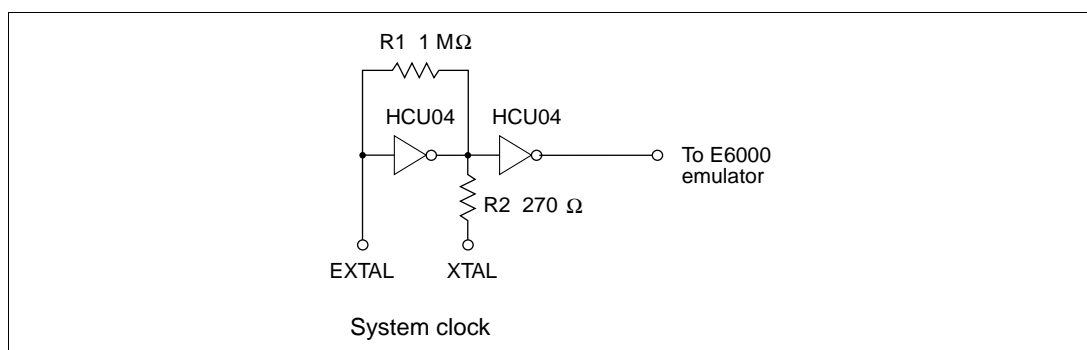 R1 1 MΩ
HCU04 HCU04
To E6000
emulator
R2 270 Ω
EXTAL XTAL
System clock